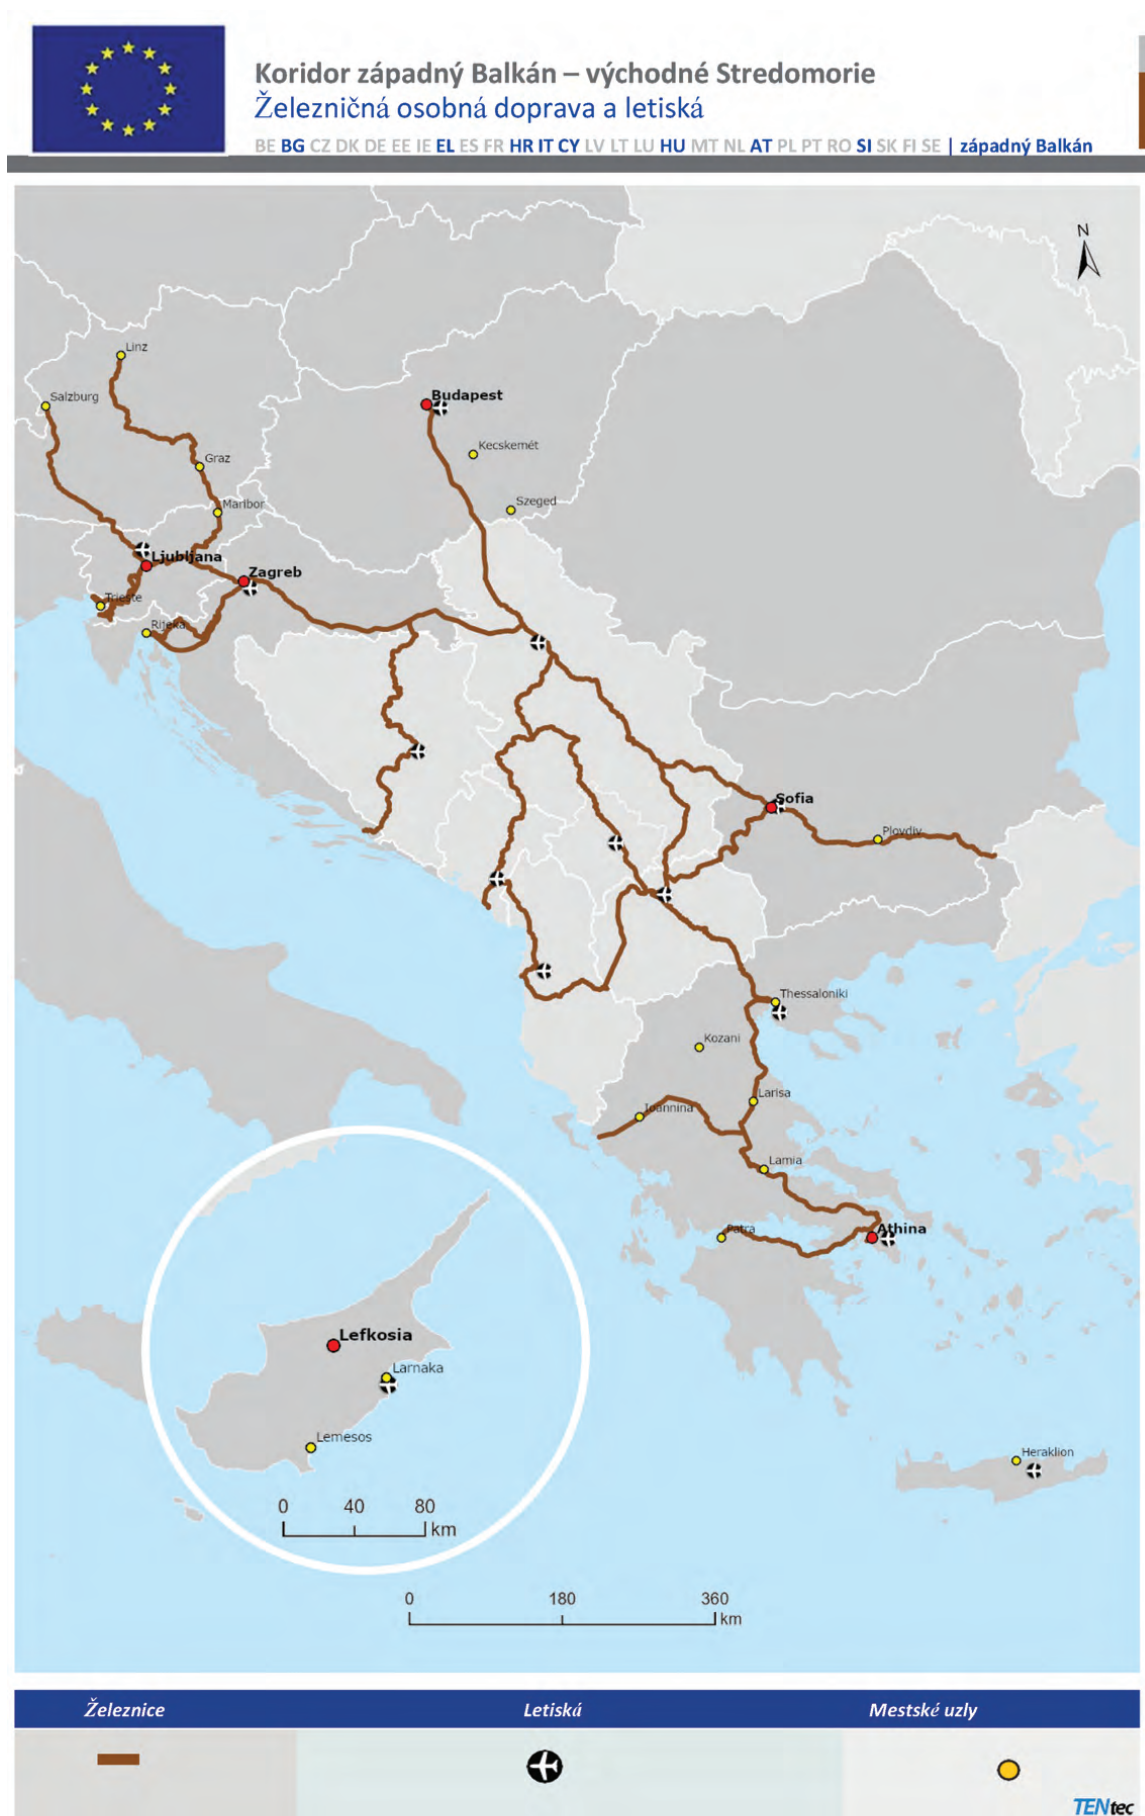 Koridor západný Balkán – východné Stredomorie
Železničná osobná doprava a letiská
BE BG CZ DK DE EE IE EL ES FR HR IT CY LV LT LU HU MT NL AT PL PT RO SI SK FI SE | západný Balkán
N
Linz
Salzburg
Budapest
Kecskemét
Graz
Szeged
Maribor
Ljubljana
Zagreb
Trieste
Rijeka
Sofia
Plovdiv
Thessaloniki
Kozani
Larisa
Ioannina
Lamia
Patra
Athina
Lefkosia
Larnaka
Lemesos
Heraklion
0 40 80
km
0 180 360
km
Železnice Letiská Mestské uzly
TENtec